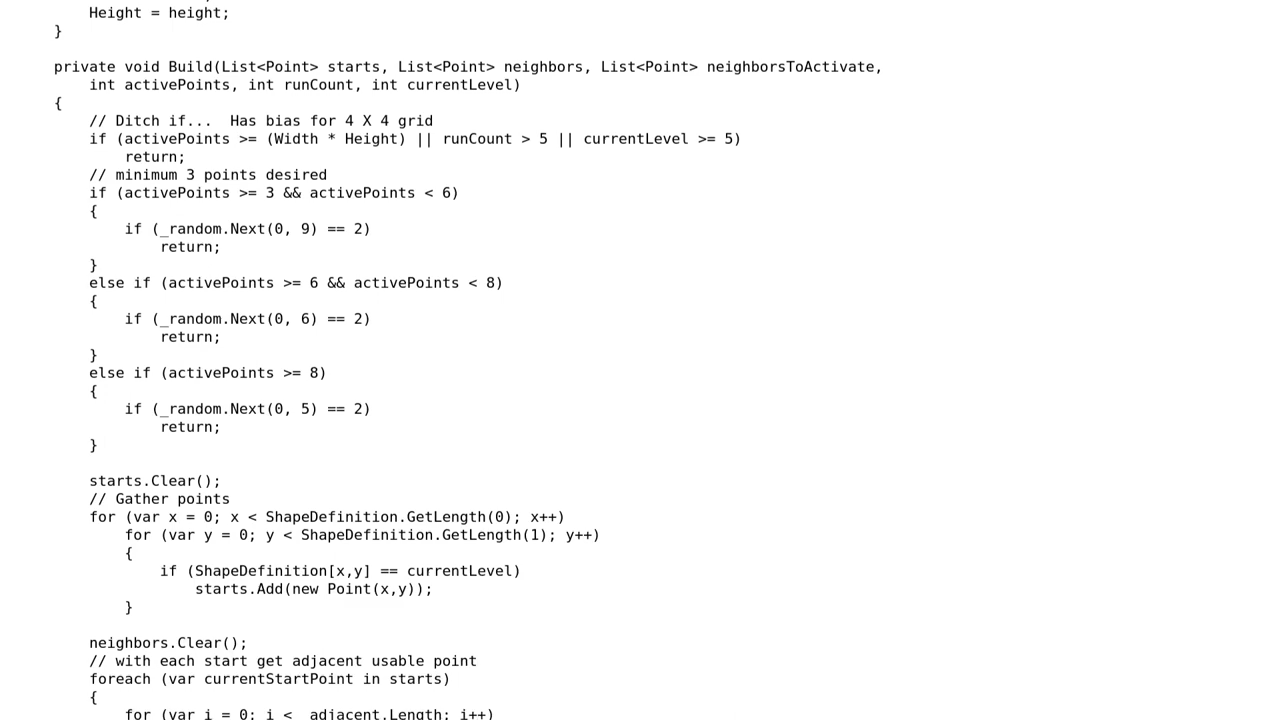 Height = height;
    }

    private void Build(List<Point> starts, List<Point> neighbors, List<Point> neighborsToActivate,
        int activePoints, int runCount, int currentLevel)
    {
        // Ditch if...  Has bias for 4 X 4 grid
        if (activePoints >= (Width * Height) || runCount > 5 || currentLevel >= 5)
            return;
        // minimum 3 points desired
        if (activePoints >= 3 && activePoints < 6)
        {
            if (_random.Next(0, 9) == 2)
                return;
        }
        else if (activePoints >= 6 && activePoints < 8)
        {
            if (_random.Next(0, 6) == 2)
                return;
        }
        else if (activePoints >= 8)
        {
            if (_random.Next(0, 5) == 2)
                return;
        }

        starts.Clear();
        // Gather points
        for (var x = 0; x < ShapeDefinition.GetLength(0); x++)
            for (var y = 0; y < ShapeDefinition.GetLength(1); y++)
            {
                if (ShapeDefinition[x,y] == currentLevel)
                    starts.Add(new Point(x,y));
            }

        neighbors.Clear();
        // with each start get adjacent usable point
        foreach (var currentStartPoint in starts)
        {
            for (var i = 0; i < _adjacent.Length; i++)